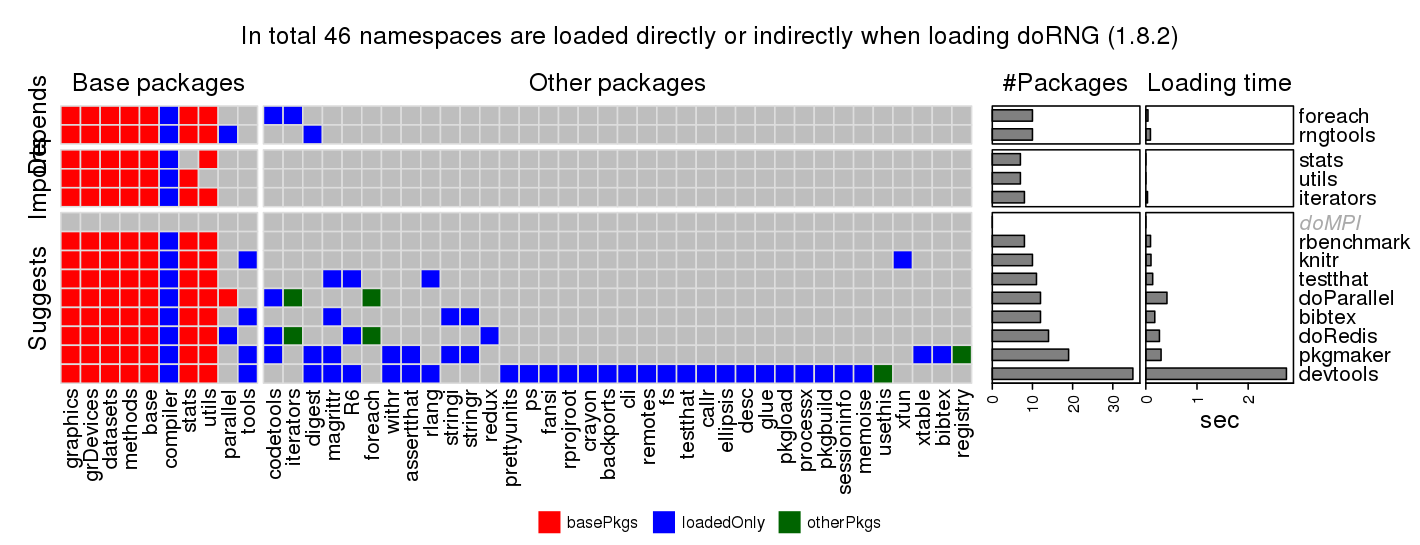 In total 46 namespaces are loaded directly or indirectly when loading doRNG (1.8.2)
Base packages
Other packages
#Packages
Loading time
Depends
Imports
Suggests
foreach
rngtools
stats
utils
iterators
doMPI
rbenchmark
knitr
testthat
doParallel
bibtex
doRedis
pkgmaker
devtools
graphics
grDevices
datasets
methods
base
compiler
stats
utils
parallel
tools
codetools
iterators
digest
magrittr
R6
foreach
withr
assertthat
rlang
stringi
stringr
redux
prettyunits
ps
fansi
rprojroot
crayon
backports
cli
remotes
fs
testthat
callr
ellipsis
desc
glue
pkgload
processx
pkgbuild
sessioninfo
memoise
usethis
xfun
xtable
bibtex
registry
0 10 20 30
0 1 2
sec
basePkgs
loadedOnly
otherPkgs